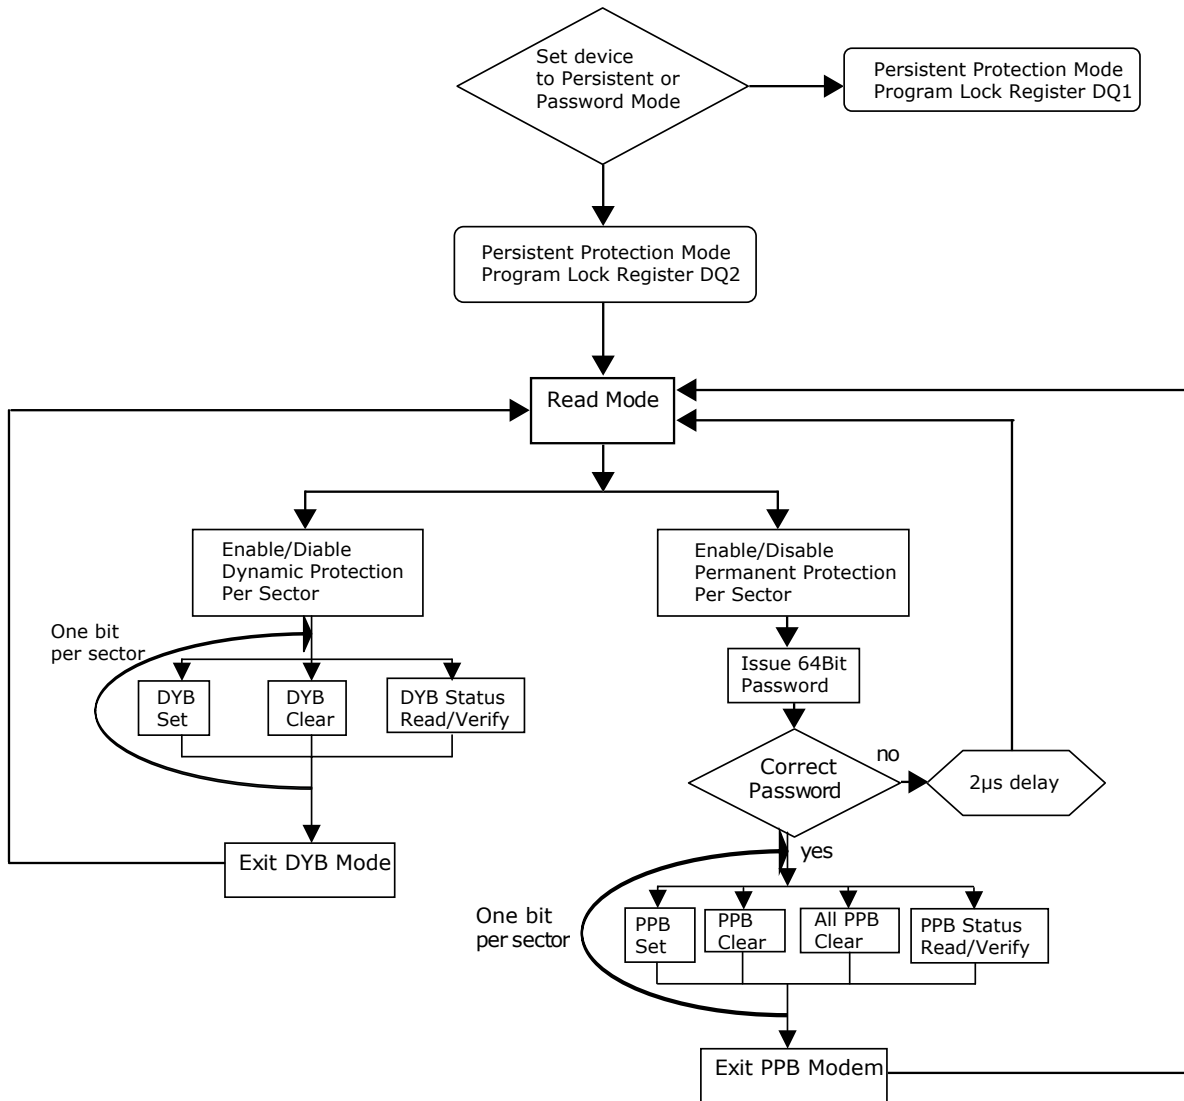 Set device
to Persistent or
Password Mode
Persistent Protection Mode
Program Lock Register DQ1
Persistent Protection Mode
Program Lock Register DQ2
Read Mode
Enable/Diable
Dynamic Protection
Per Sector
Enable/Disable
Permanent Protection
Per Sector
One bit
per sector
DYB
Set
DYB
Clear
DYB Status
Read/Verify
Issue 64Bit
Password
Correct
Password
no
2µs delay
Exit DYB Mode
yes
One bit
per sector
PPB
Set
PPB
Clear
All PPB
Clear
PPB Status
Read/Verify
Exit PPB Modem